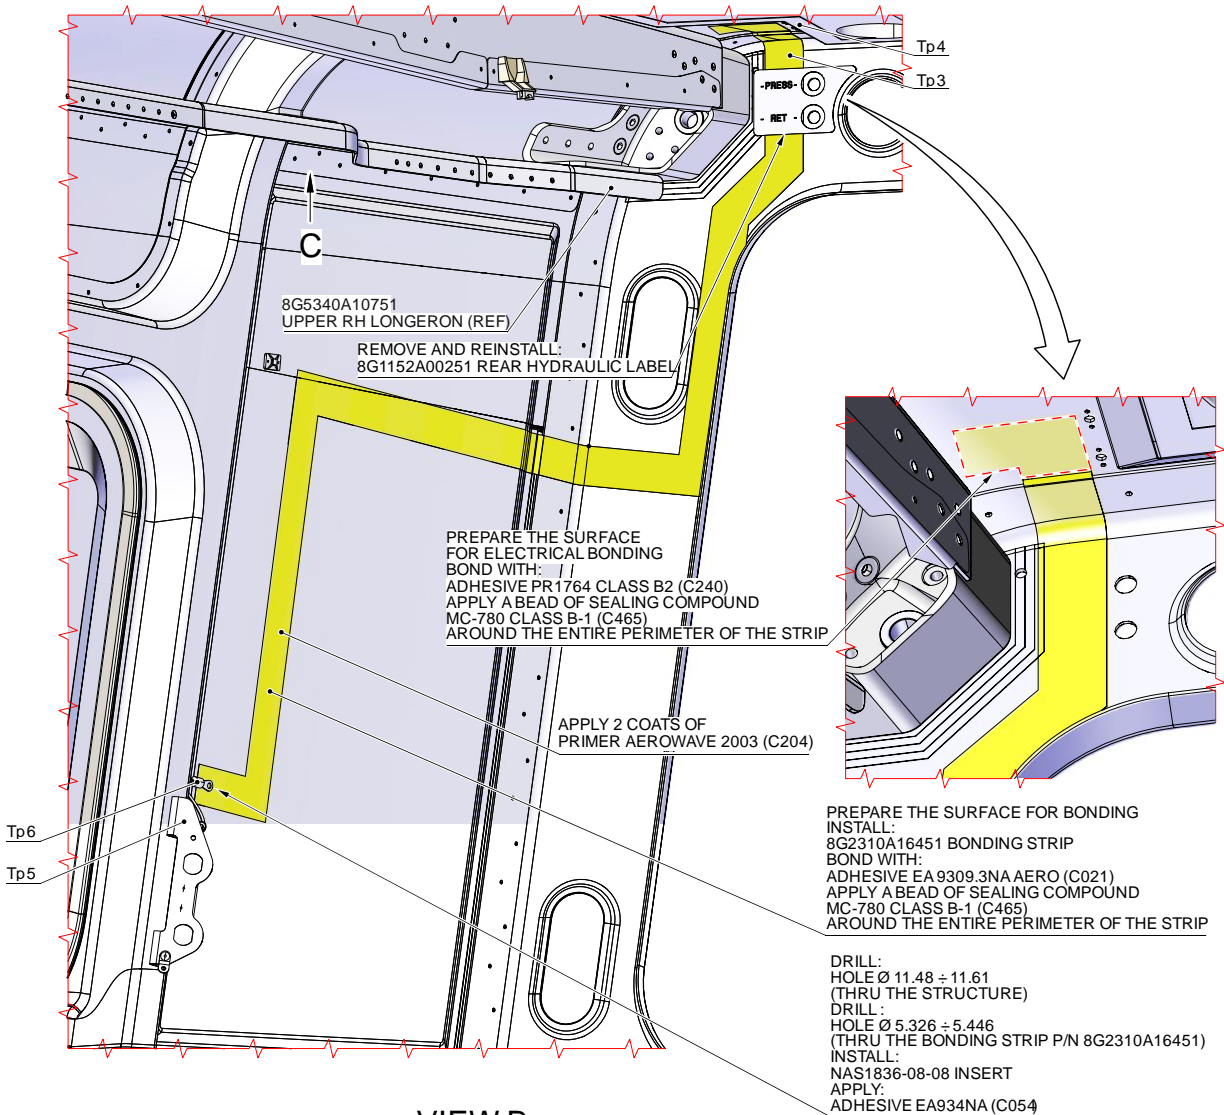 Tp4
Tp3
-PRESS-
- RET -
C
8G5340A10751
UPPER RH LONGERON (REF)
REMOVE AND REINSTALL:
8G1152A00251 REAR HYDRAULIC LABEL
PREPARE THE SURFACE
FOR ELECTRICAL BONDING
BOND WITH:
ADHESIVE PR1764 CLASS B2 (C240)
APPLY A BEAD OF SEALING COMPOUND
MC-780 CLASS B-1 (C465)
AROUND THE ENTIRE PERIMETER OF THE STRIP
APPLY 2 COATS OF
PRIMER AEROWAVE 2003 (C204)
Tp6
Tp5
PREPARE THE SURFACE FOR BONDING
INSTALL:
8G2310A16451 BONDING STRIP
BOND WITH:
ADHESIVE EA 9309.3NA AERO (C021)
APPLY A BEAD OF SEALING COMPOUND
MC-780 CLASS B-1 (C465)
AROUND THE ENTIRE PERIMETER OF THE STRIP
DRILL:
HOLE Ø 11.48 ÷ 11.61
(THRU THE STRUCTURE)
DRILL:
HOLE Ø 5.326 ÷ 5.446
(THRU THE BONDING STRIP P/N 8G2310A16451)
INSTALL:
NAS1836-08-08 INSERT
APPLY:
ADHESIVE EA934NA (C054)